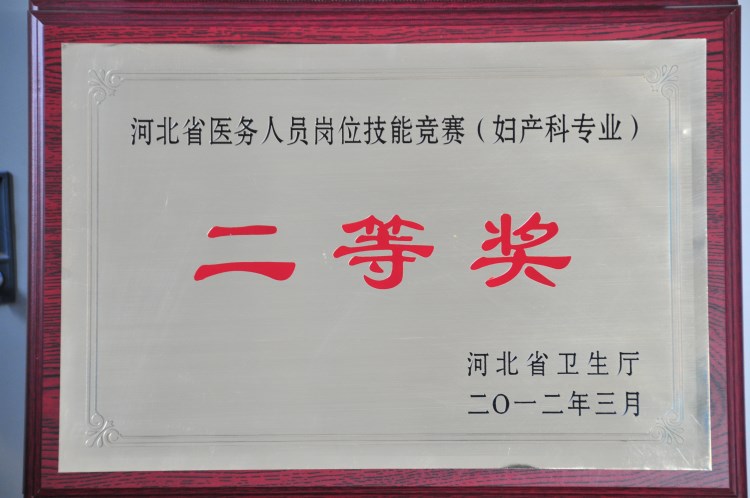 河北省医务人员岗位技能竞赛（妇产科专业）
二等奖
河北省卫生厅
二〇一二年三月